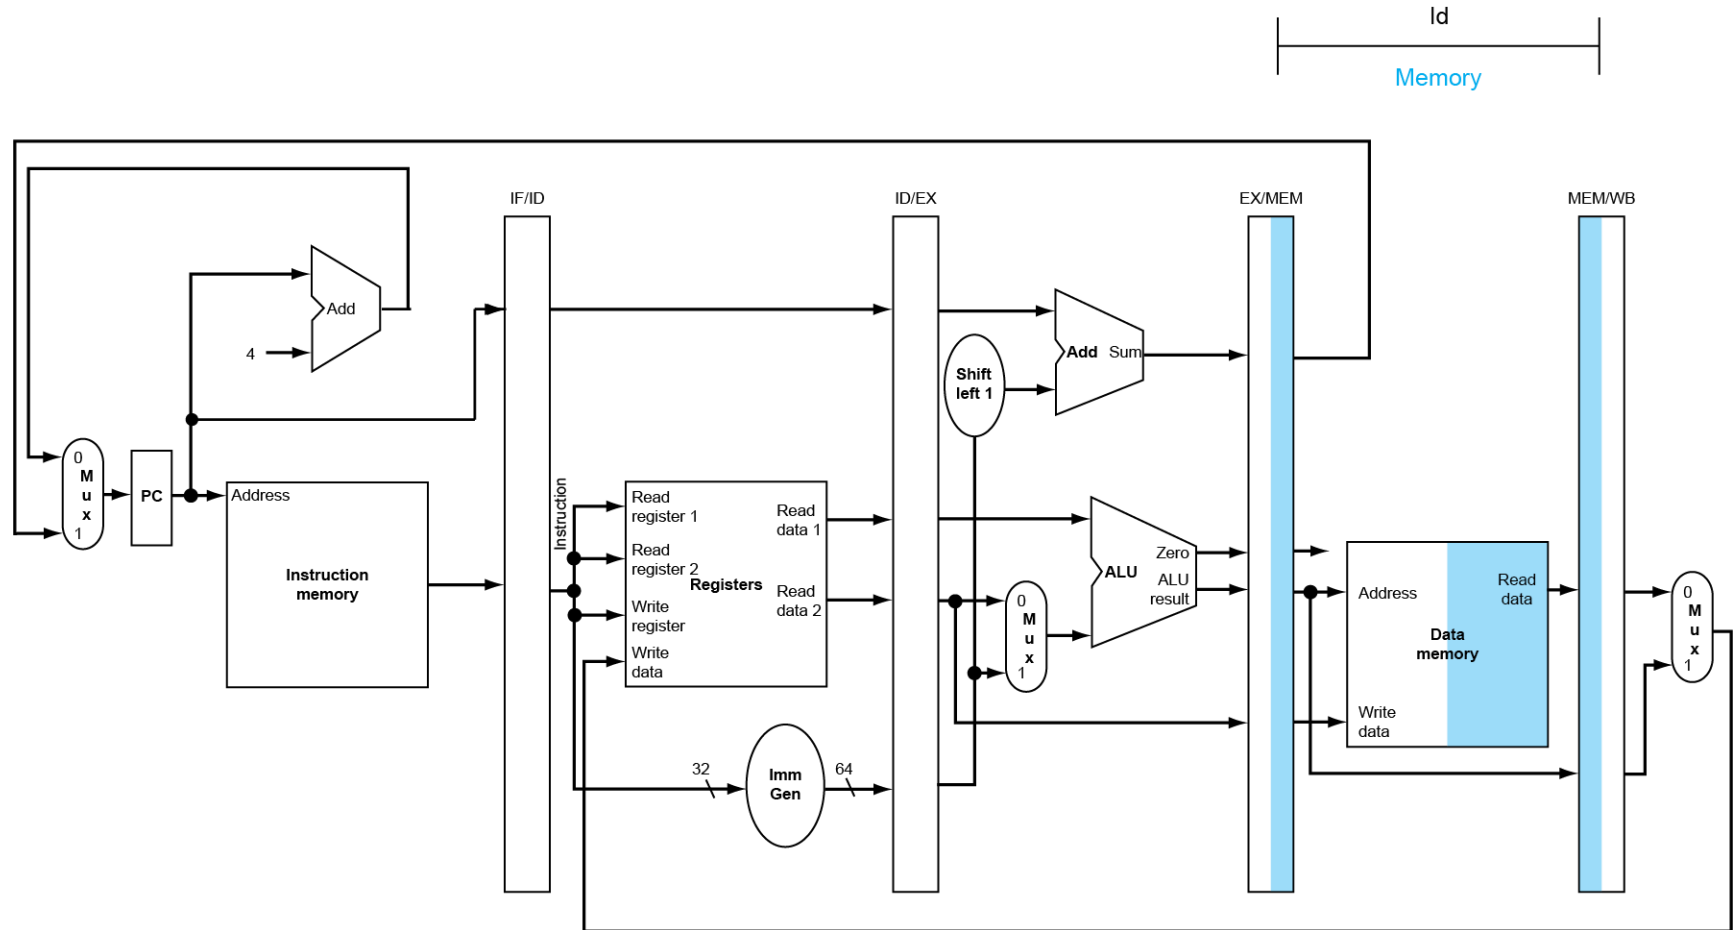 ld
Memory
IF/ID
ID/EX
EX/MEM
MEM/WB
Add
4
Add Sum
Shift
left 1
0
M
u
x
1
PC
Address
Instruction
memory
Instruction
Read
register 1
Read
register 2
Write
register
Write
data
Registers
Read
data 1
Read
data 2
32
Imm
Gen
64
0
M
u
x
1
Zero
ALU
ALU
result
Address
Read
data
Data
memory
Write
data
0
M
u
x
1